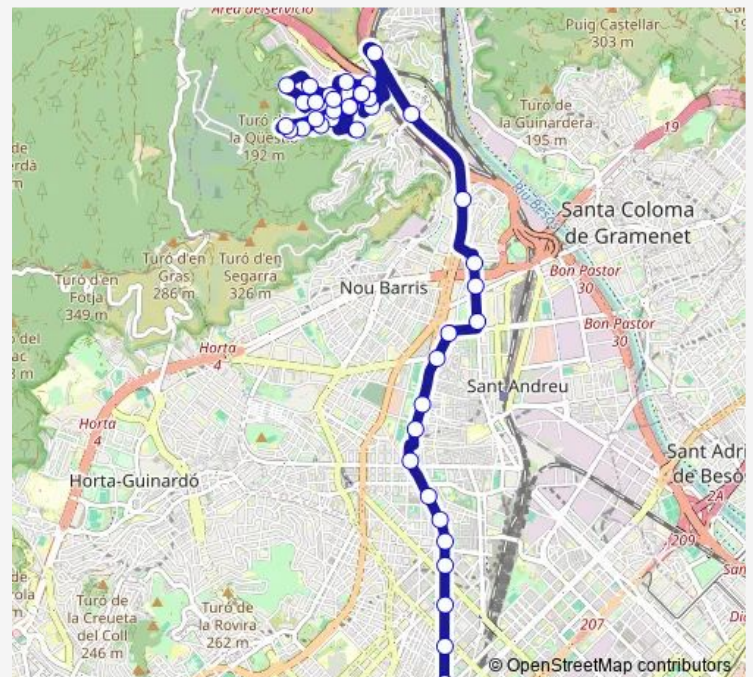 Área de servicio
Puig Castellar
303 m
Turó de
la Guinardera
195 m
19
Turó de
la Qüestió
192 m
Riu Besòs
Santa Coloma
de Gramenet
Turó d'en
Gras
286 m
Turó d'en
Segarra
326 m
Turó d'en
Fotja
349 m
Nou Barris
Bon Pastor
30
Bon Pastor
30
Horta
4
Sant Andreu
Horta
4
Horta-Guinardó
Sant Adri
de Besò
2A
209
Turó de
la Creueta
del Coll
246 m
Turó de
la Rovira
262 m
207
© OpenStreetMap contributors